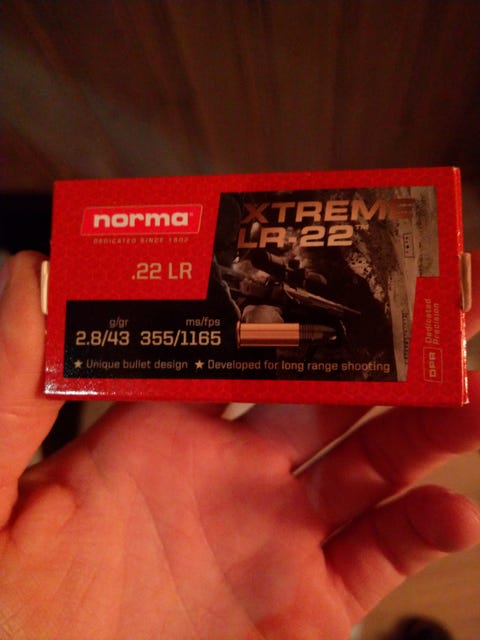 norma®
DEDICATED SINCE 1902
XTREME
LR-22™
.22 LR
g/gr ms/fps
2.8/43 355/1165
★ Unique bullet design ★ Developed for long range shooting
DPR Dedicated
Precision